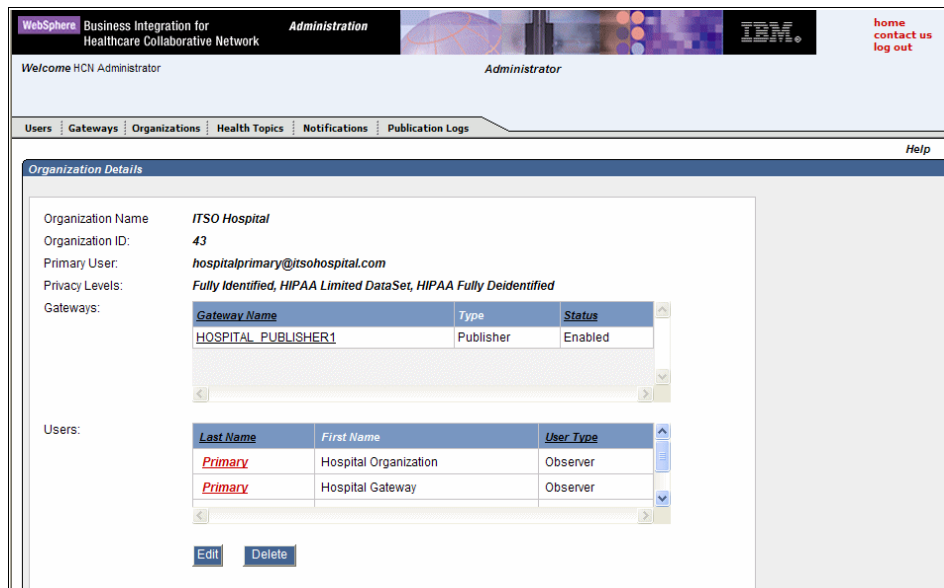 WebSphere Business Integration for Administration
Healthcare Collaborative Network
IBM
home
contact us
log out
Welcome HCN Administrator
Administrator
Users Gateways Organizations Health Topics Notifications Publication Logs
Help
Organization Details
Organization Name ITSO Hospital
Organization ID: 43
Primary User: hospitalprimary@itsohospital.com
Privacy Levels: Fully Identified, HIPAA Limited DataSet, HIPAA Fully Deidentified
Gateways:
Gateway Name Type Status
HOSPITAL_PUBLISHER1 Publisher Enabled
Users:
Last Name First Name User Type
Primary Hospital Organization Observer
Primary Hospital Gateway Observer
Edit Delete